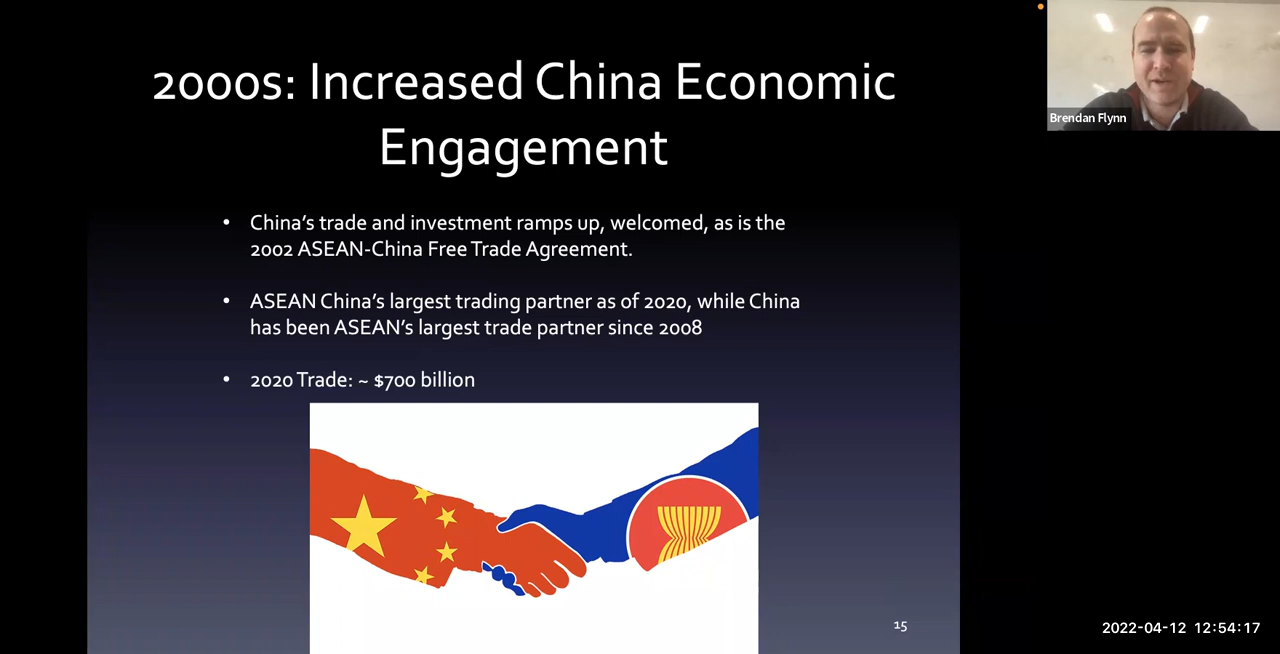 2000s: Increased China Economic
Engagement
• China's trade and investment ramps up, welcomed, as is the
2002 ASEAN-China Free Trade Agreement.
• ASEAN China's largest trading partner as of 2020, while China
has been ASEAN's largest trade partner since 2008
• 2020 Trade: ~ $700 billion
15
Brendan Flynn
2022-04-12 12:54:17